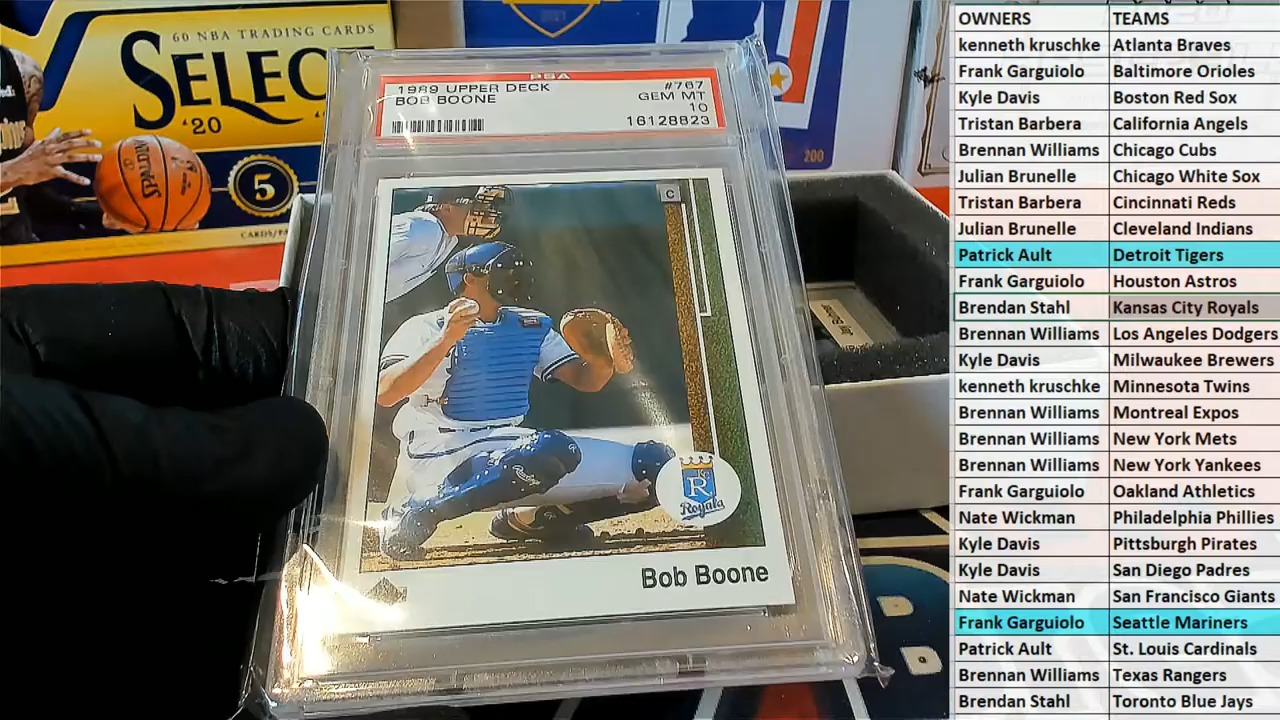 60 NBA TRADING CARDS
SELEC
'20
5
CARDS/PA
SPALDING
200
PSA
1989 UPPER DECK
#767
BOB BOONE
GEM MT
10
16128823
C
KC
R
Royals
Bob Boone
OWNERS TEAMS
kenneth kruschke Atlanta Braves
Frank Garguiolo Baltimore Orioles
Kyle Davis Boston Red Sox
Tristan Barbera California Angels
Brennan Williams Chicago Cubs
Julian Brunelle Chicago White Sox
Tristan Barbera Cincinnati Reds
Julian Brunelle Cleveland Indians
Patrick Ault Detroit Tigers
Frank Garguiolo Houston Astros
Brendan Stahl Kansas City Royals
Brennan Williams Los Angeles Dodgers
Kyle Davis Milwaukee Brewers
kenneth kruschke Minnesota Twins
Brennan Williams Montreal Expos
Brennan Williams New York Mets
Brennan Williams New York Yankees
Frank Garguiolo Oakland Athletics
Nate Wickman Philadelphia Phillies
Kyle Davis Pittsburgh Pirates
Kyle Davis San Diego Padres
Nate Wickman San Francisco Giants
Frank Garguiolo Seattle Mariners
Patrick Ault St. Louis Cardinals
Brennan Williams Texas Rangers
Brendan Stahl Toronto Blue Jays